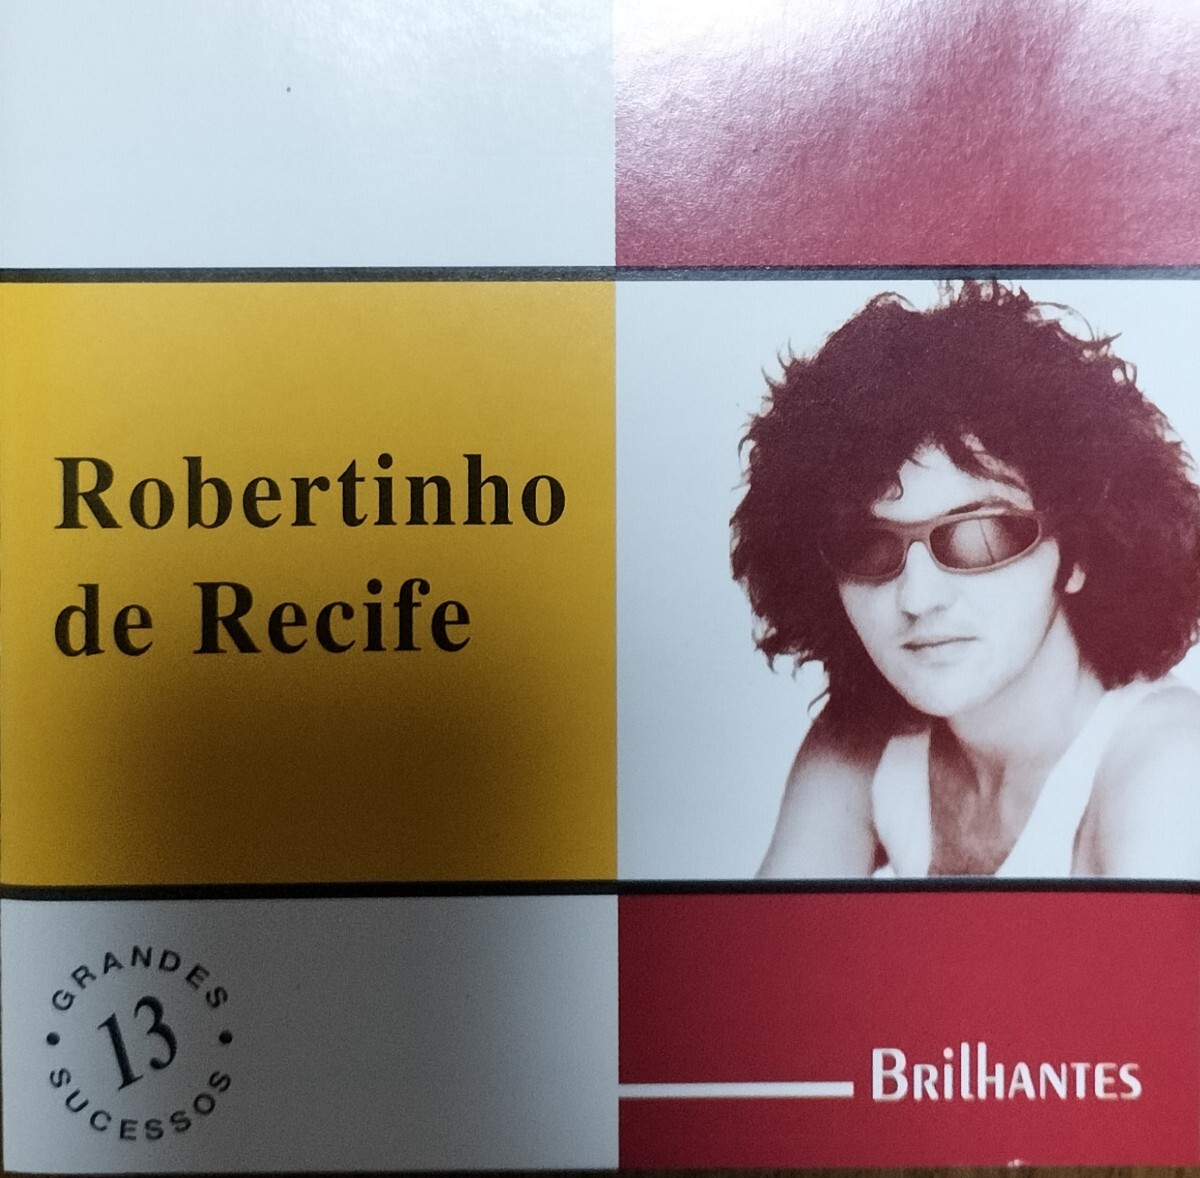 Robertinho
de Recife
GRANDES
13
SUCESSOS
BRILHANTES